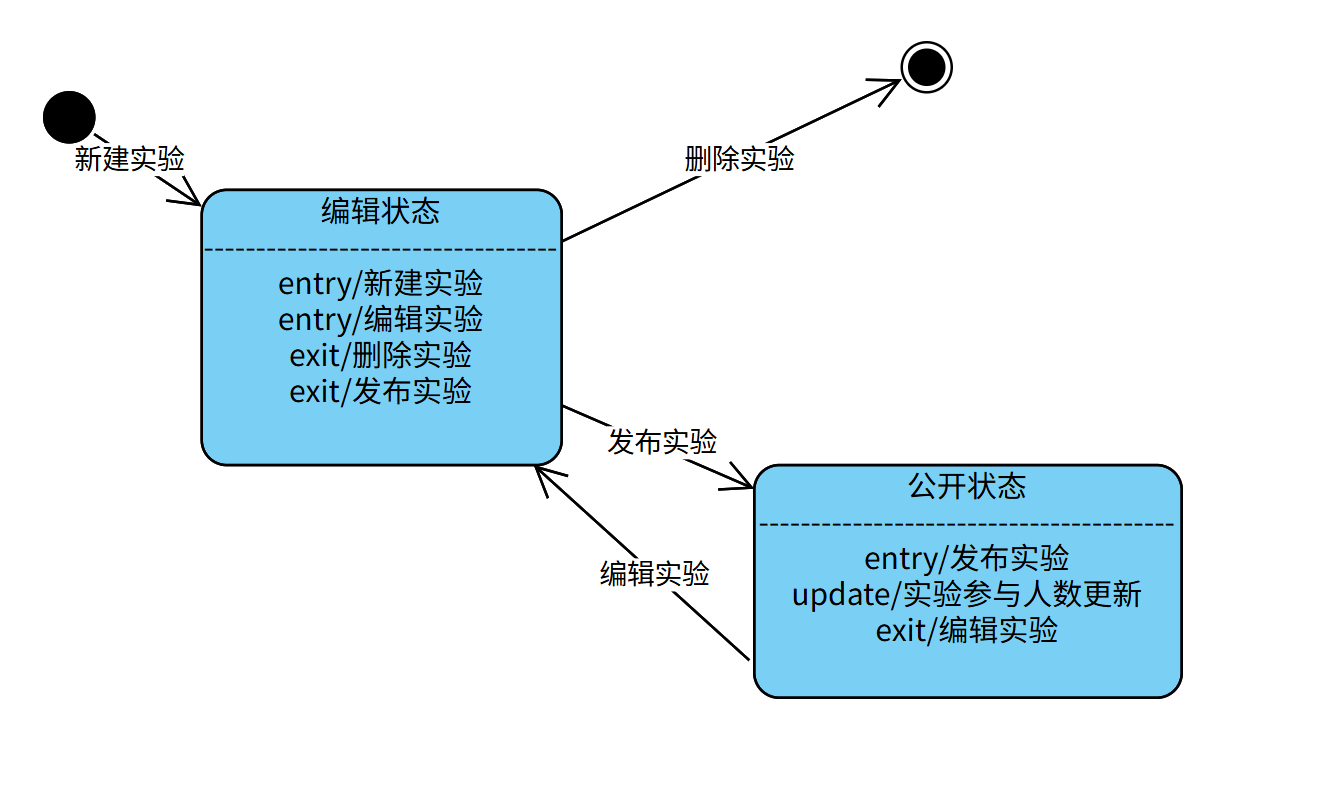 新建实验
删除实验
编辑状态
entry/新建实验
entry/编辑实验
exit/删除实验
exit/发布实验
发布实验
编辑实验
公开状态
entry/发布实验
update/实验参与人数更新
exit/编辑实验